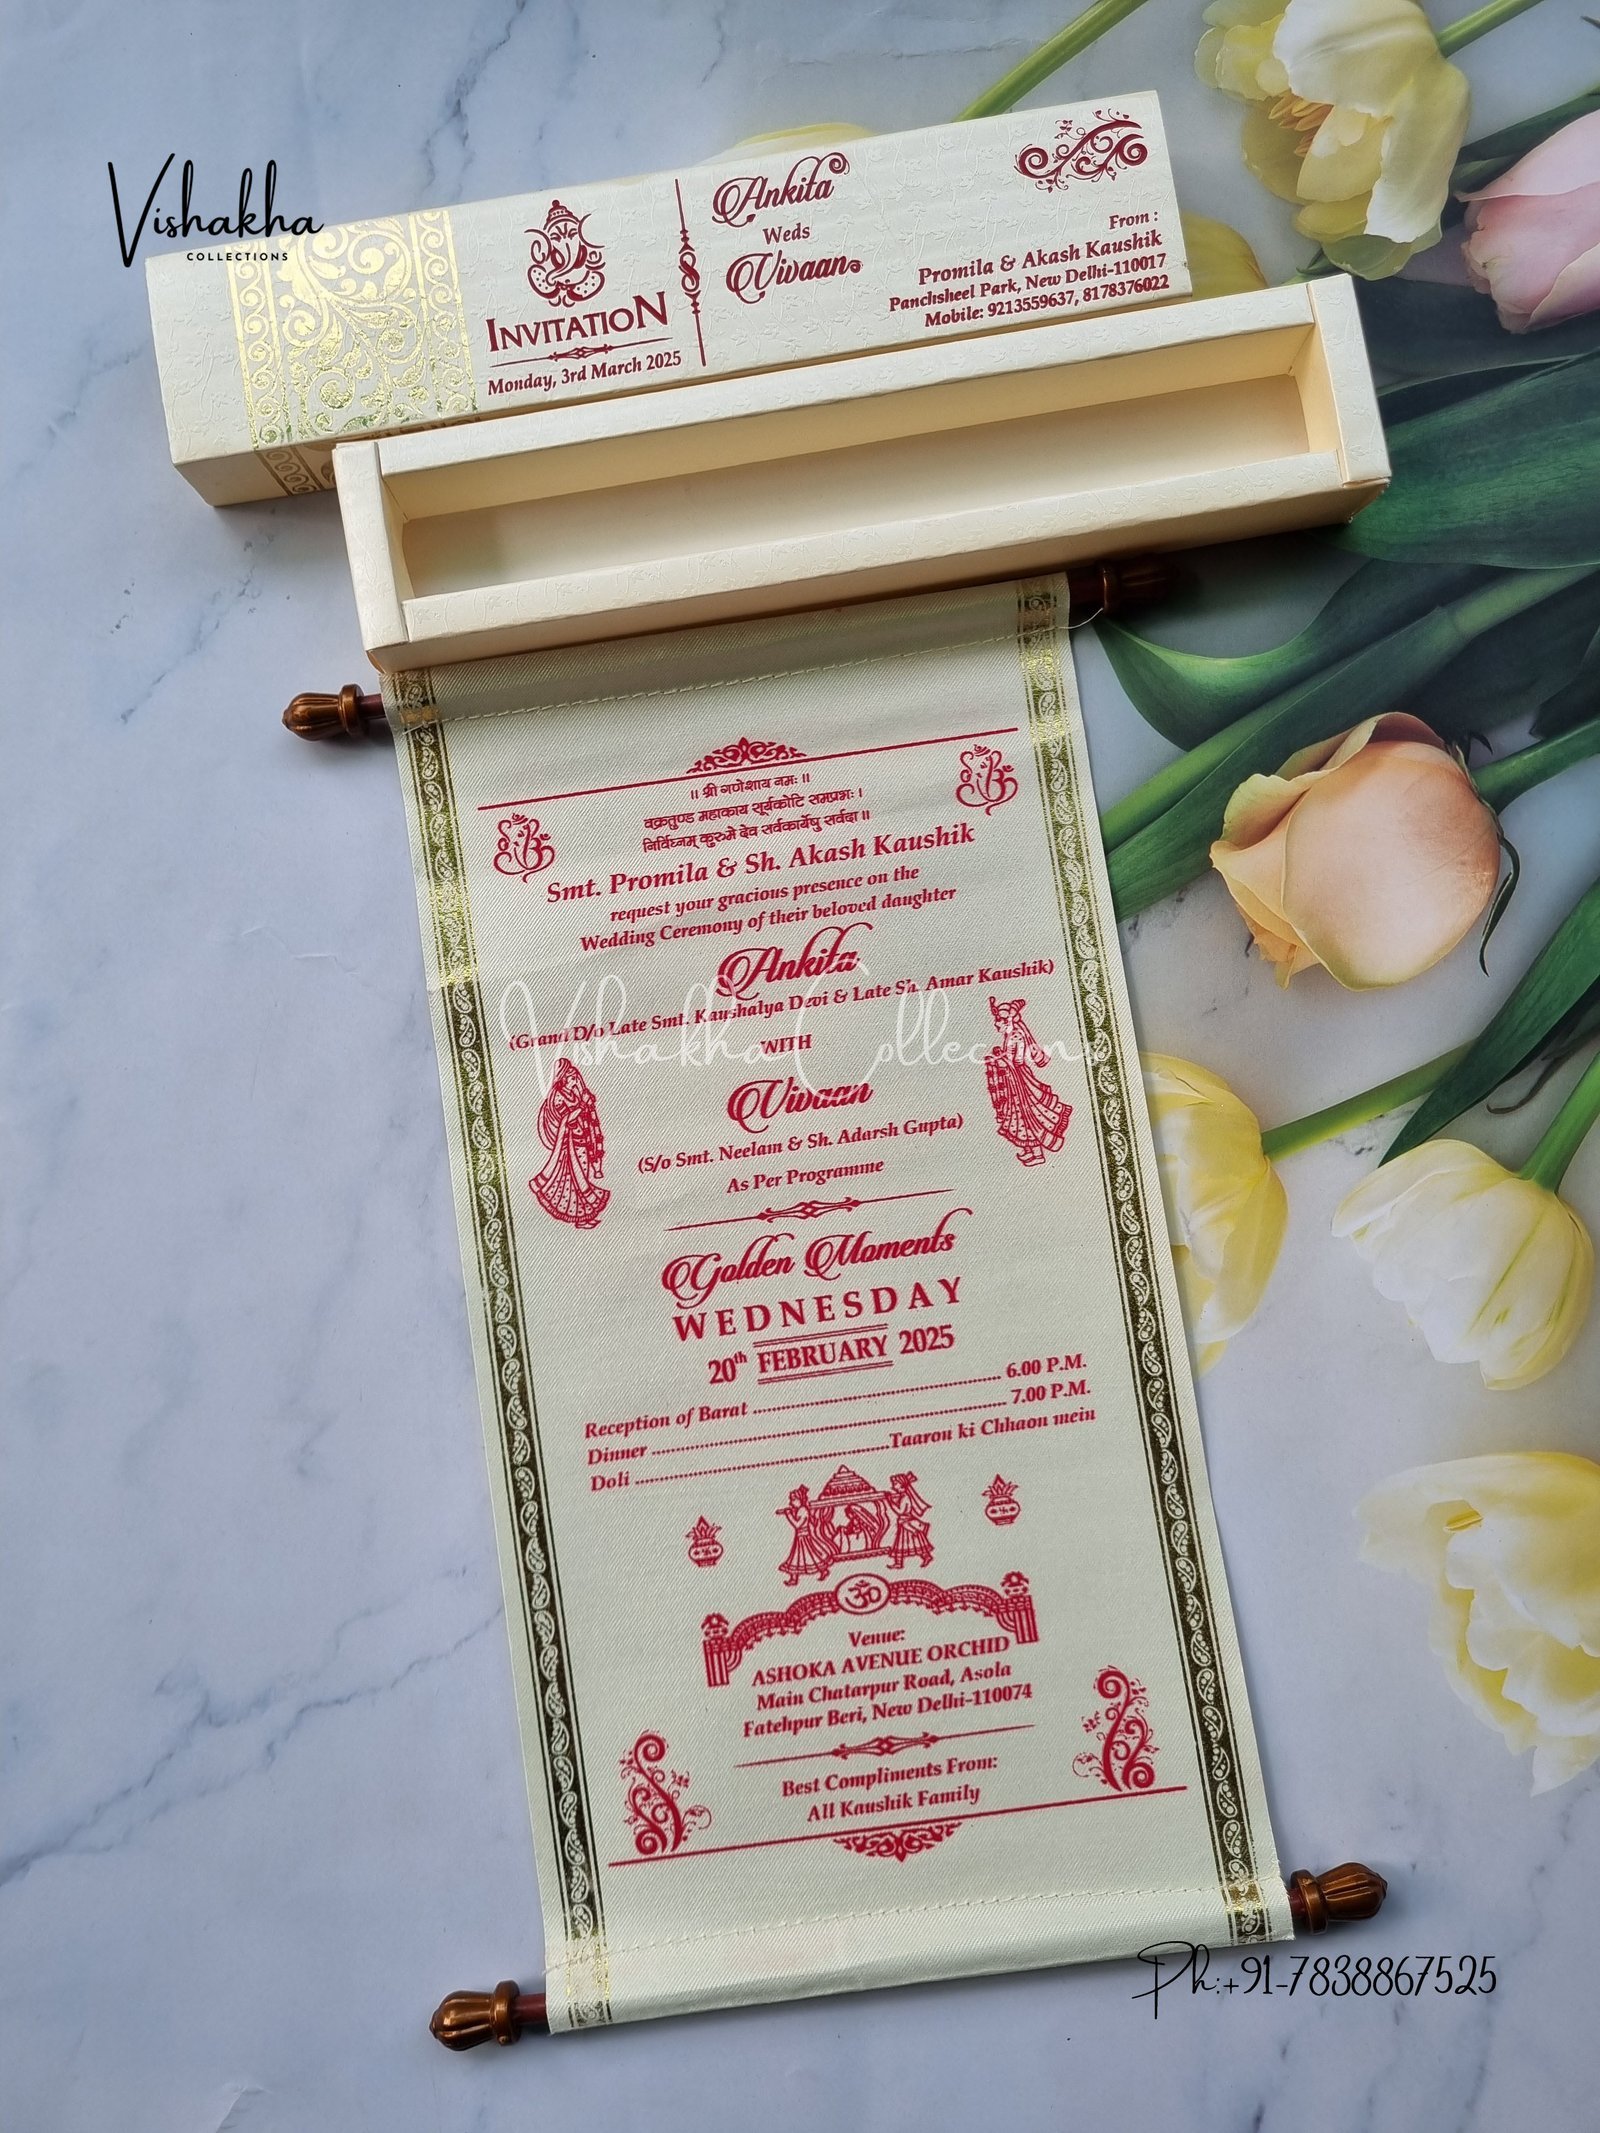 Vishakha
COLLECTIONS
INVITATION
Monday, 3rd March 2025
Ankita
Weds
Vivaan
From :
Promila & Akash Kaushik
Panchsheel Park, New Delhi-110017
Mobile: 9213559637, 8178376022
॥ श्री गणेशाय नमः ॥
वक्रतुण्ड महाकाय सूर्यकोटि समप्रभः ।
निर्विघ्नम् कुरुमे देव सर्वकार्येषु सर्वदा ॥
Smt. Promila & Sh. Akash Kaushik
request your gracious presence on the
Wedding Ceremony of their beloved daughter
Ankita
(Grand D/o Late Smt. Kaushalya Devi & Late Sh. Amar Kaushik)
Vishakha Collections
WITH
Vivaan
(S/o Smt. Neelam & Sh. Adarsh Gupta)
As Per Programme
Golden Moments
WEDNESDAY
20th FEBRUARY 2025
Reception of Barat ........................ 6.00 P.M.
Dinner ........................ 7.00 P.M.
Doli ........................Taaron ki Chhaon mein
ॐ
Venue:
ASHOKA AVENUE ORCHID
Main Chatarpur Road, Asola
Fatehpur Beri, New Delhi-110074
Best Compliments From:
All Kaushik Family
Ph:+91-7838867525